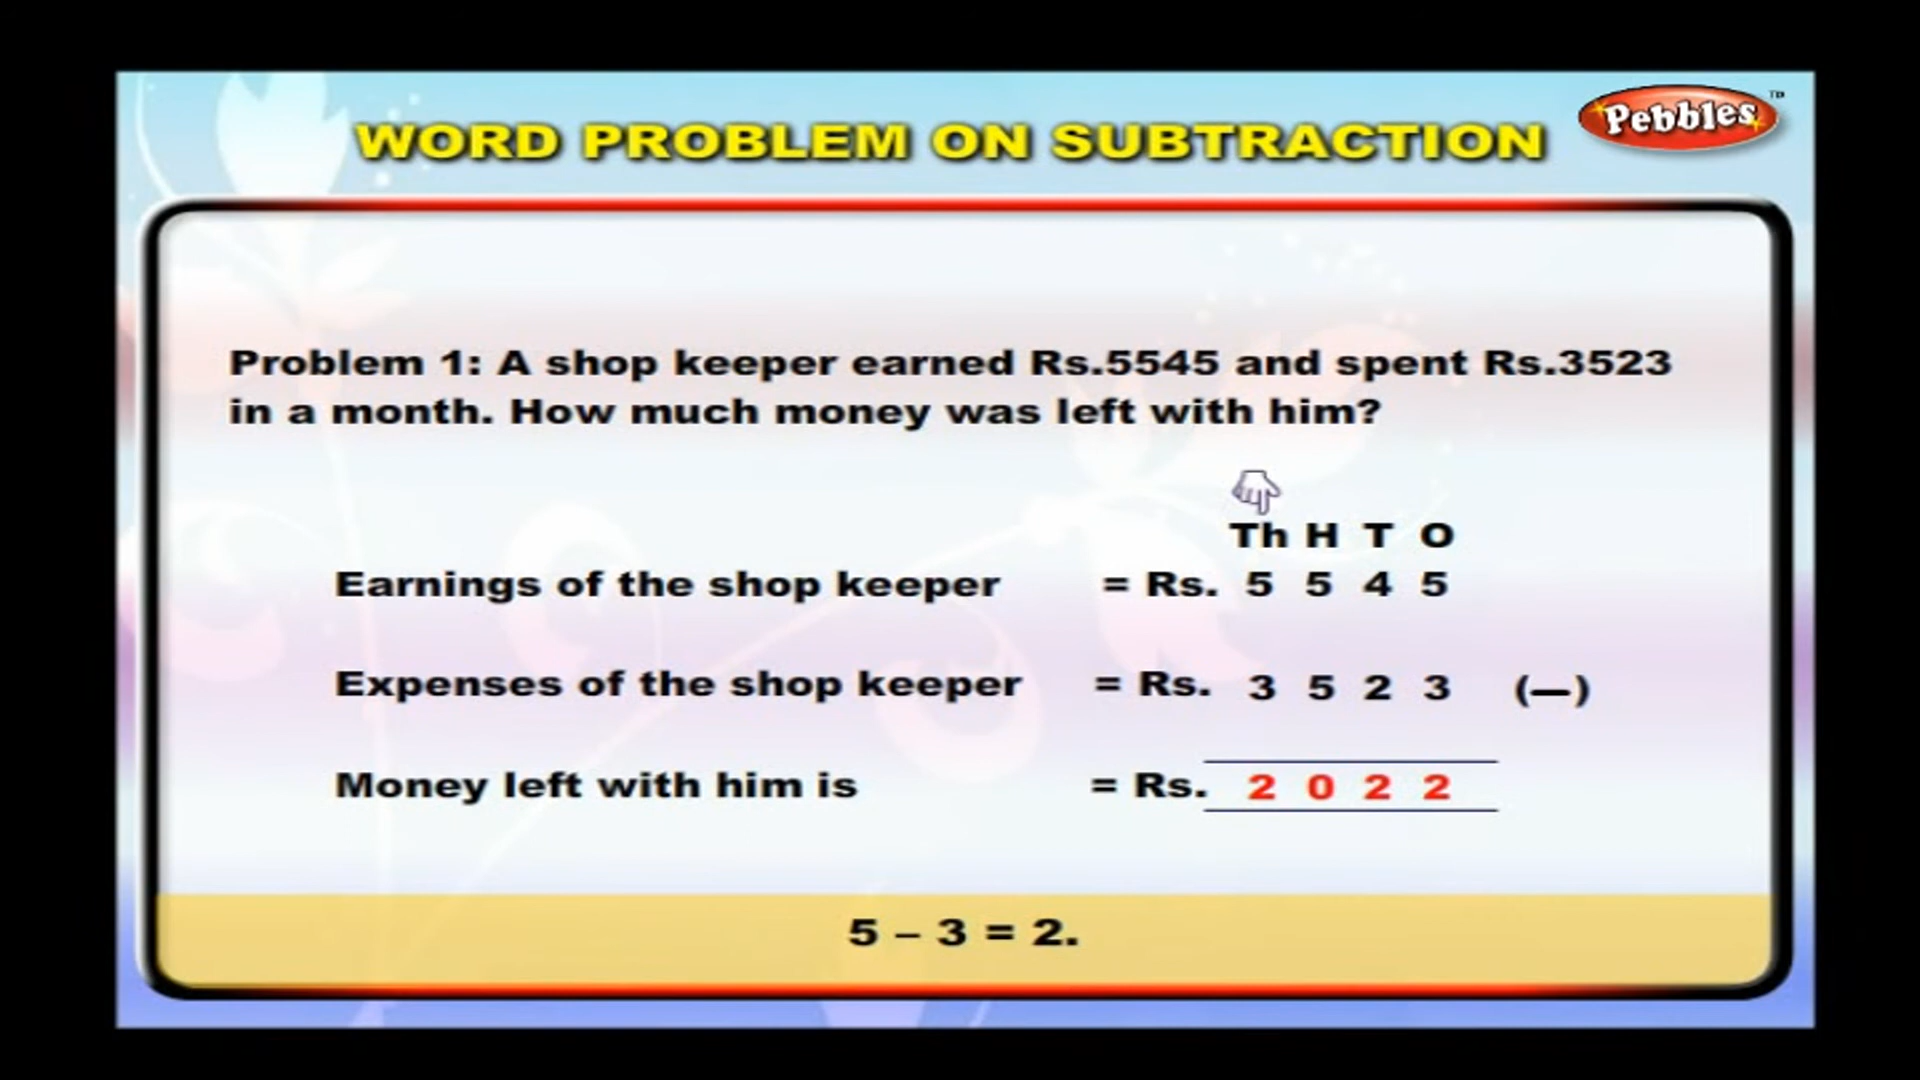 WORD PROBLEM ON SUBTRACTION
Pebbles TM
Problem 1: A shop keeper earned Rs.5545 and spent Rs.3523
in a month. How much money was left with him?
Th H T O
Earnings of the shop keeper = Rs. 5 5 4 5
Expenses of the shop keeper = Rs. 3 5 2 3 (—)
Money left with him is = Rs. 2 0 2 2
5 – 3 = 2.